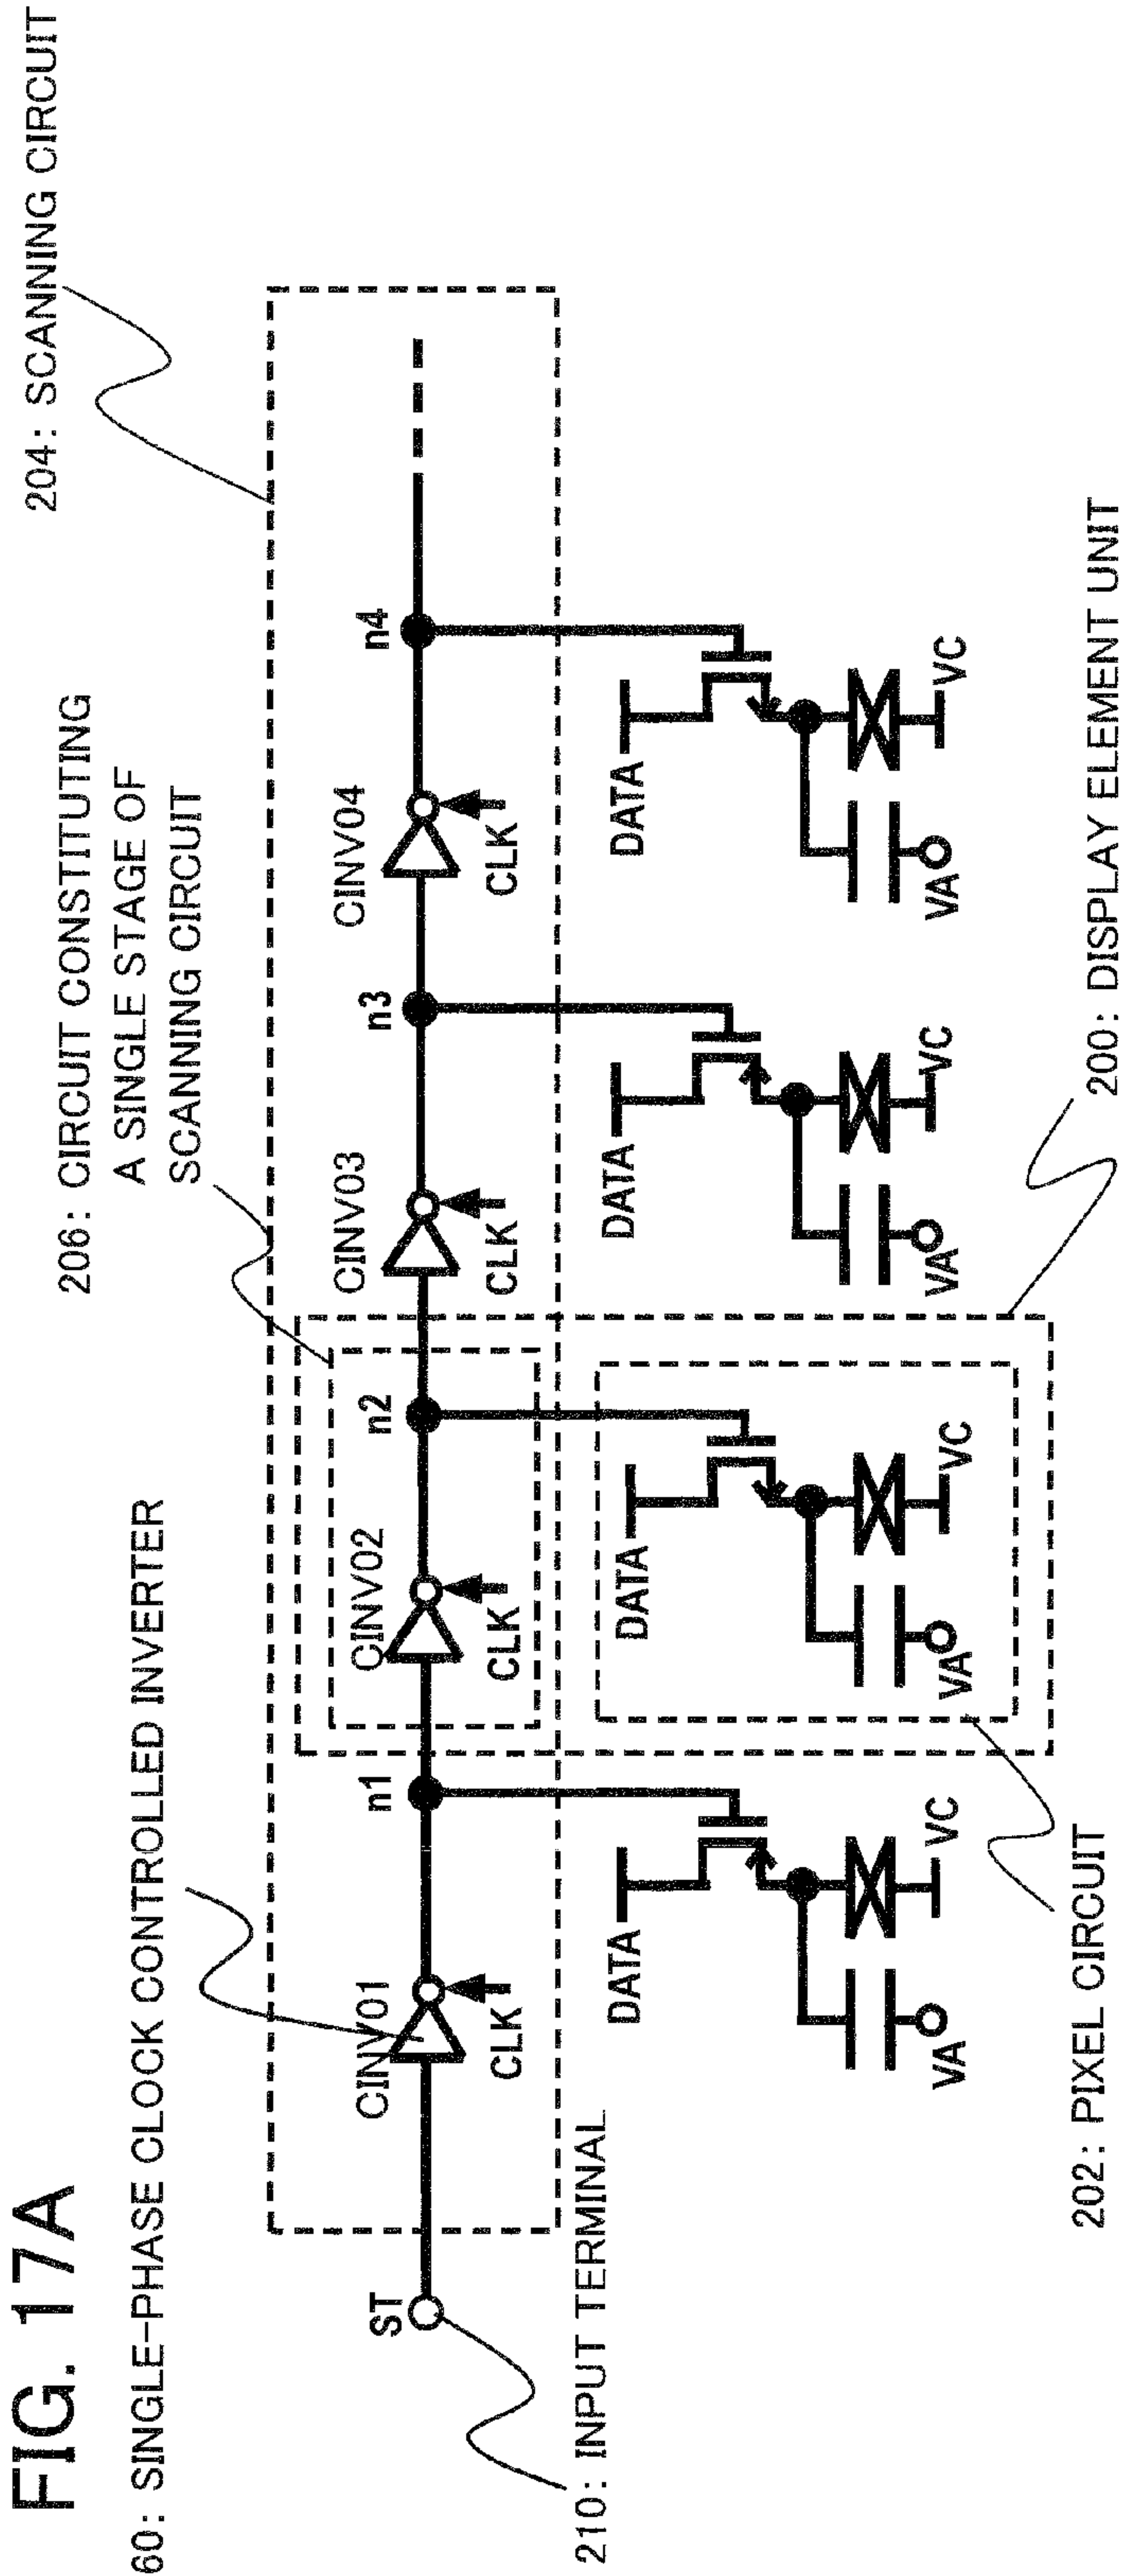 FIG. 17A
60: SINGLE-PHASE CLOCK CONTROLLED INVERTER
206: CIRCUIT CONSTITUTING
A SINGLE STAGE OF
SCANNING CIRCUIT
204: SCANNING CIRCUIT
ST
CINV01
n1
CINV02
n2
CINV03
n3
CINV04
n4
CLK
CLK
CLK
CLK
210: INPUT TERMINAL
DATA
DATA
DATA
DATA
VA
VC
VA
VC
VA
VC
VA
VC
202: PIXEL CIRCUIT
200: DISPLAY ELEMENT UNIT